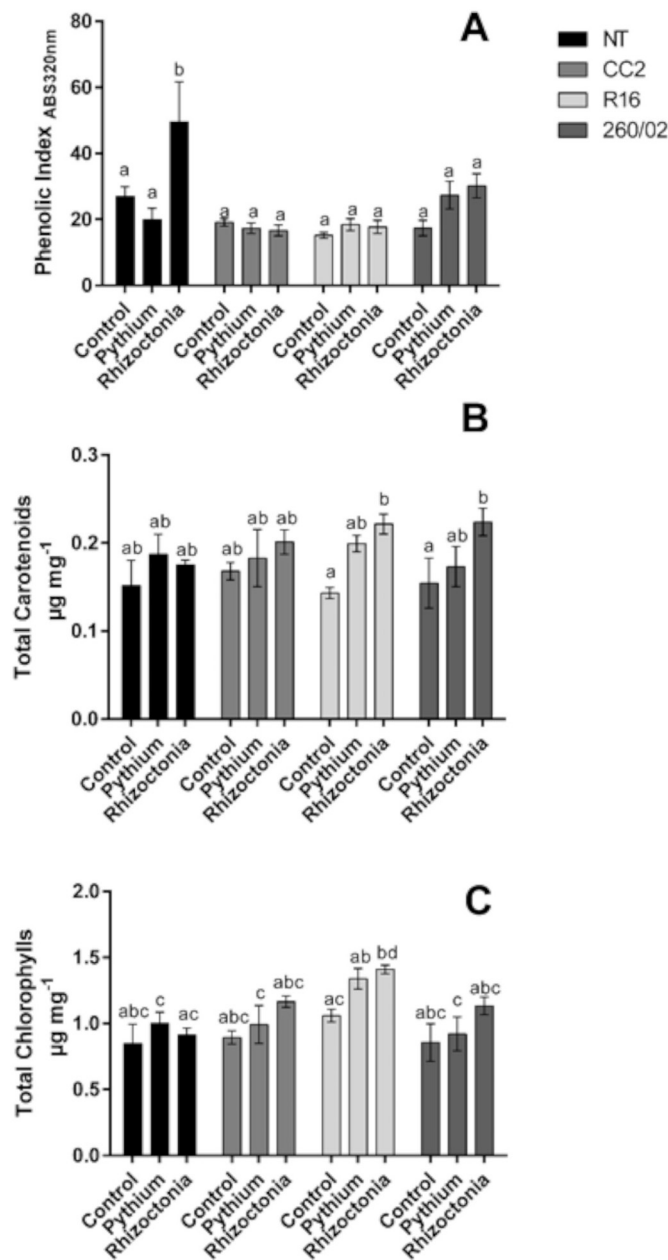 A
NT
CC2
R16
260/02
Phenolic Index ABS320nm
80
60
40
20
0
a a b a a a a a a a a a
Control Pythium Rhizoctonia Control Pythium Rhizoctonia Control Pythium Rhizoctonia Control Pythium Rhizoctonia
B
Total Carotenoids
µg mg-1
0.3
0.2
0.1
0.0
ab ab ab ab ab ab a ab b a ab b
Control Pythium Rhizoctonia Control Pythium Rhizoctonia Control Pythium Rhizoctonia Control Pythium Rhizoctonia
C
Total Chlorophylls
µg mg-1
2.0
1.5
1.0
0.5
0.0
abc c ac abc c abc ac ab bd abc c abc
Control Pythium Rhizoctonia Control Pythium Rhizoctonia Control Pythium Rhizoctonia Control Pythium Rhizoctonia